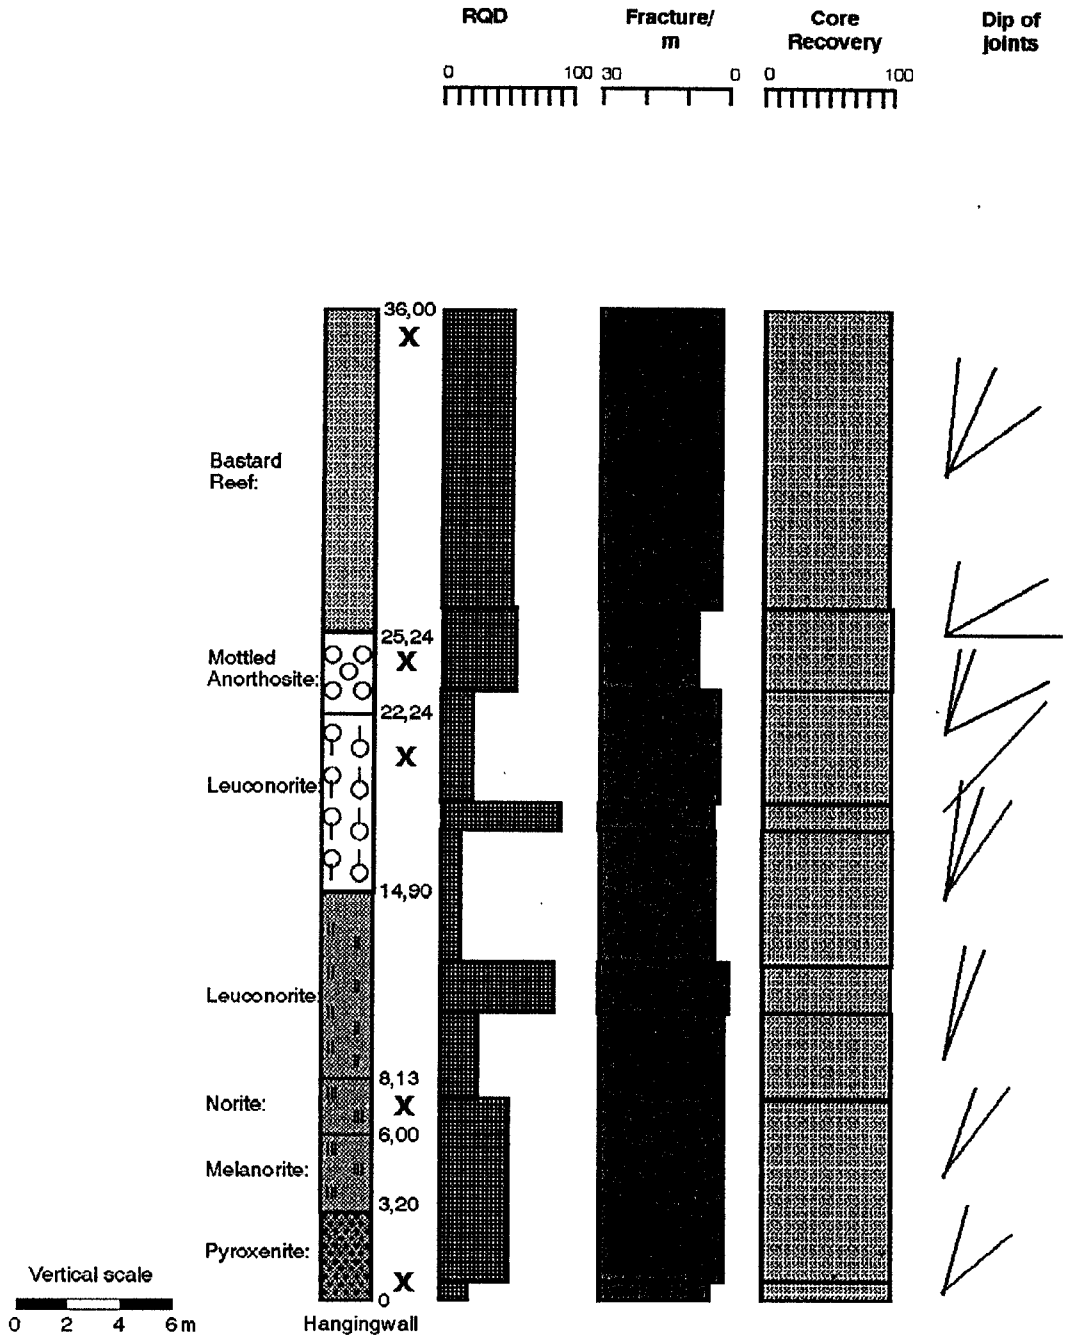 RQD
Fracture/
m
Core
Recovery
Dip of
joints
0 100
30 0
0 100
36,00
X
Bastard
Reef:
25,24
X
Mottled
Anorthosite:
22,24
X
Leuconorite:
14,90
Leuconorite:
8,13
Norite:
X
6,00
Melanorite:
3,20
Pyroxenite:
X
0
Vertical scale
0 2 4 6 m
Hangingwall